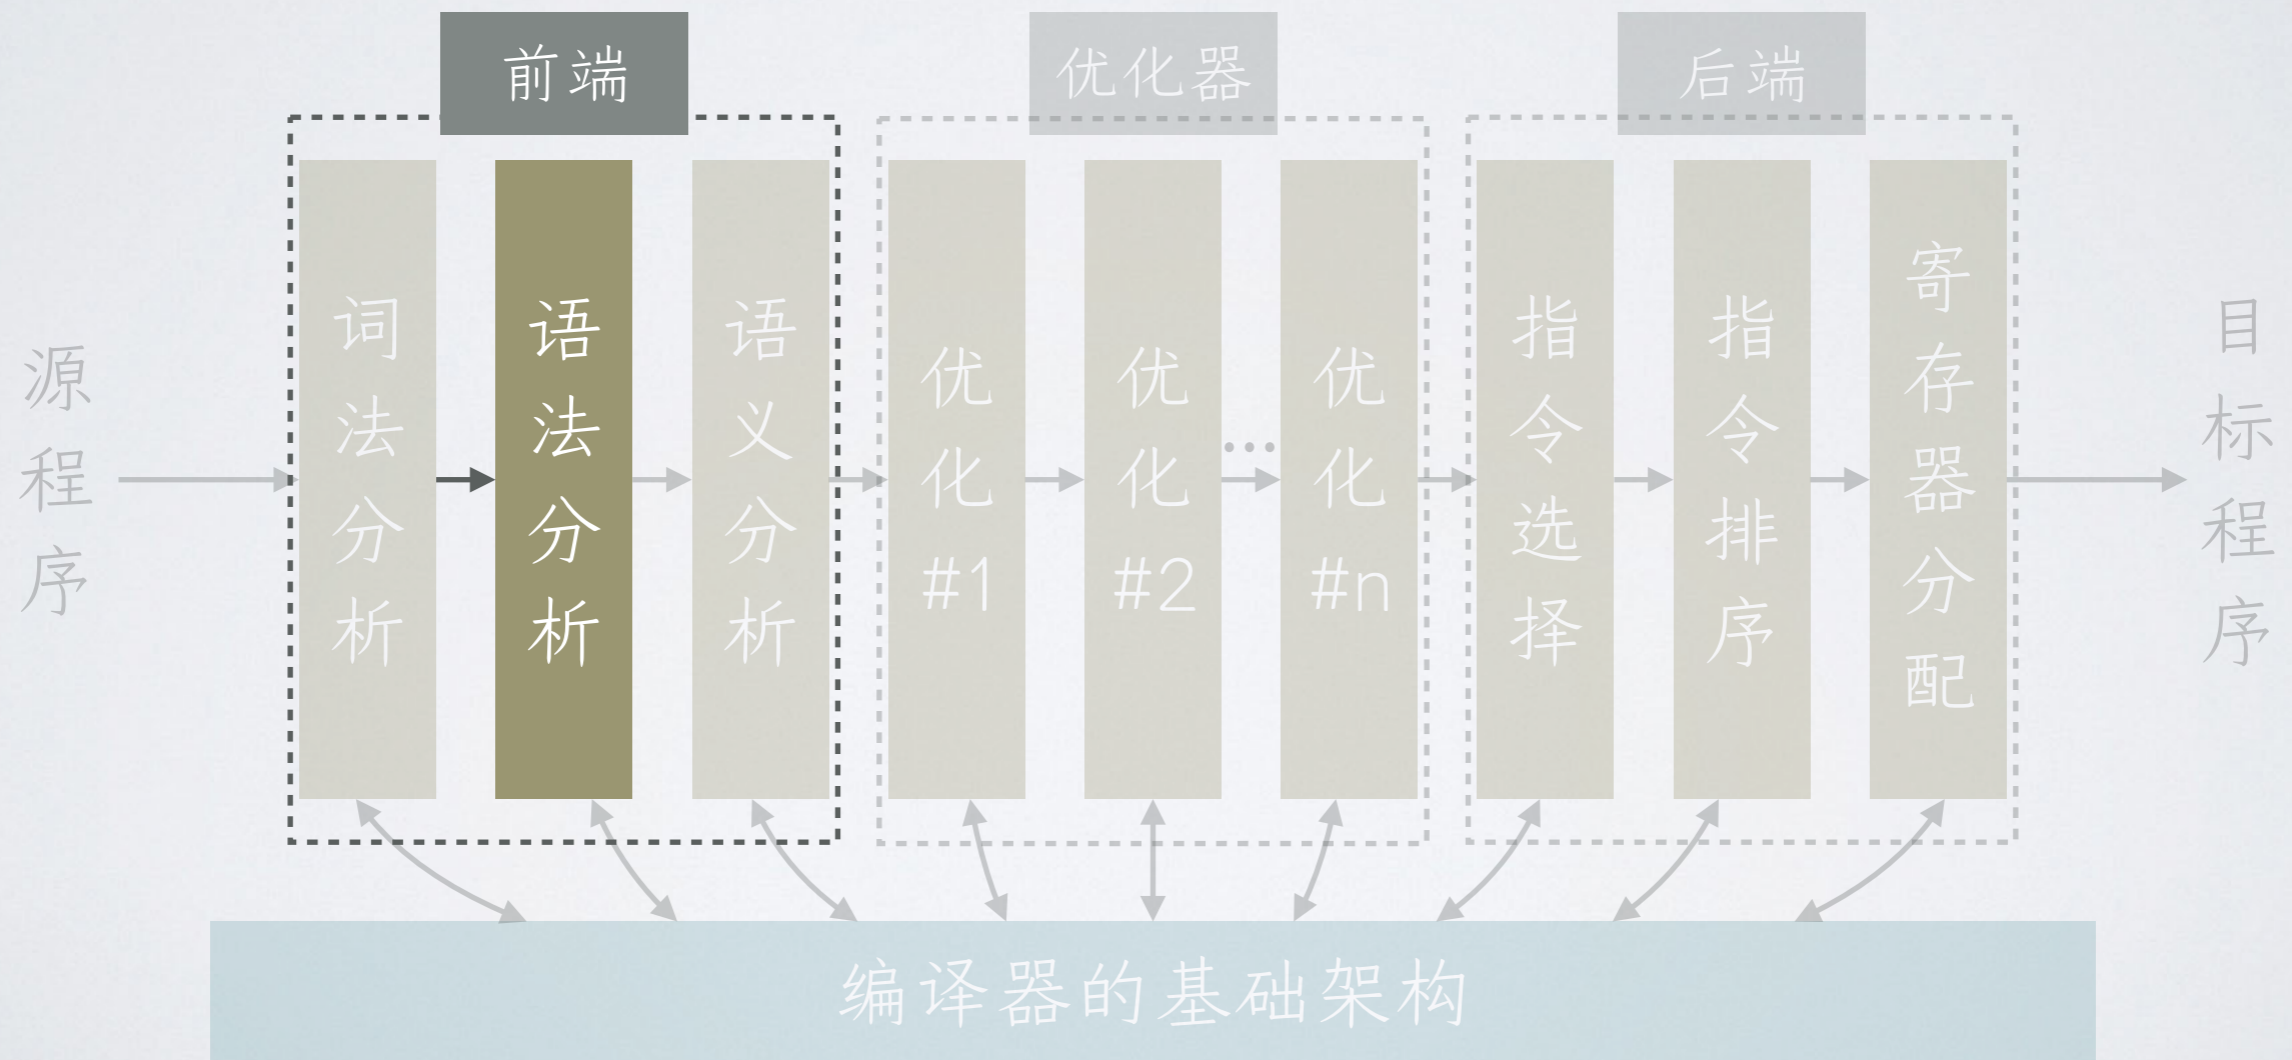 前端
优化器
后端
源程序
词法分析
语法分析
语义分析
优化#1
优化#2
...
优化#n
指令选择
指令排序
寄存器分配
目标程序
编译器的基础架构